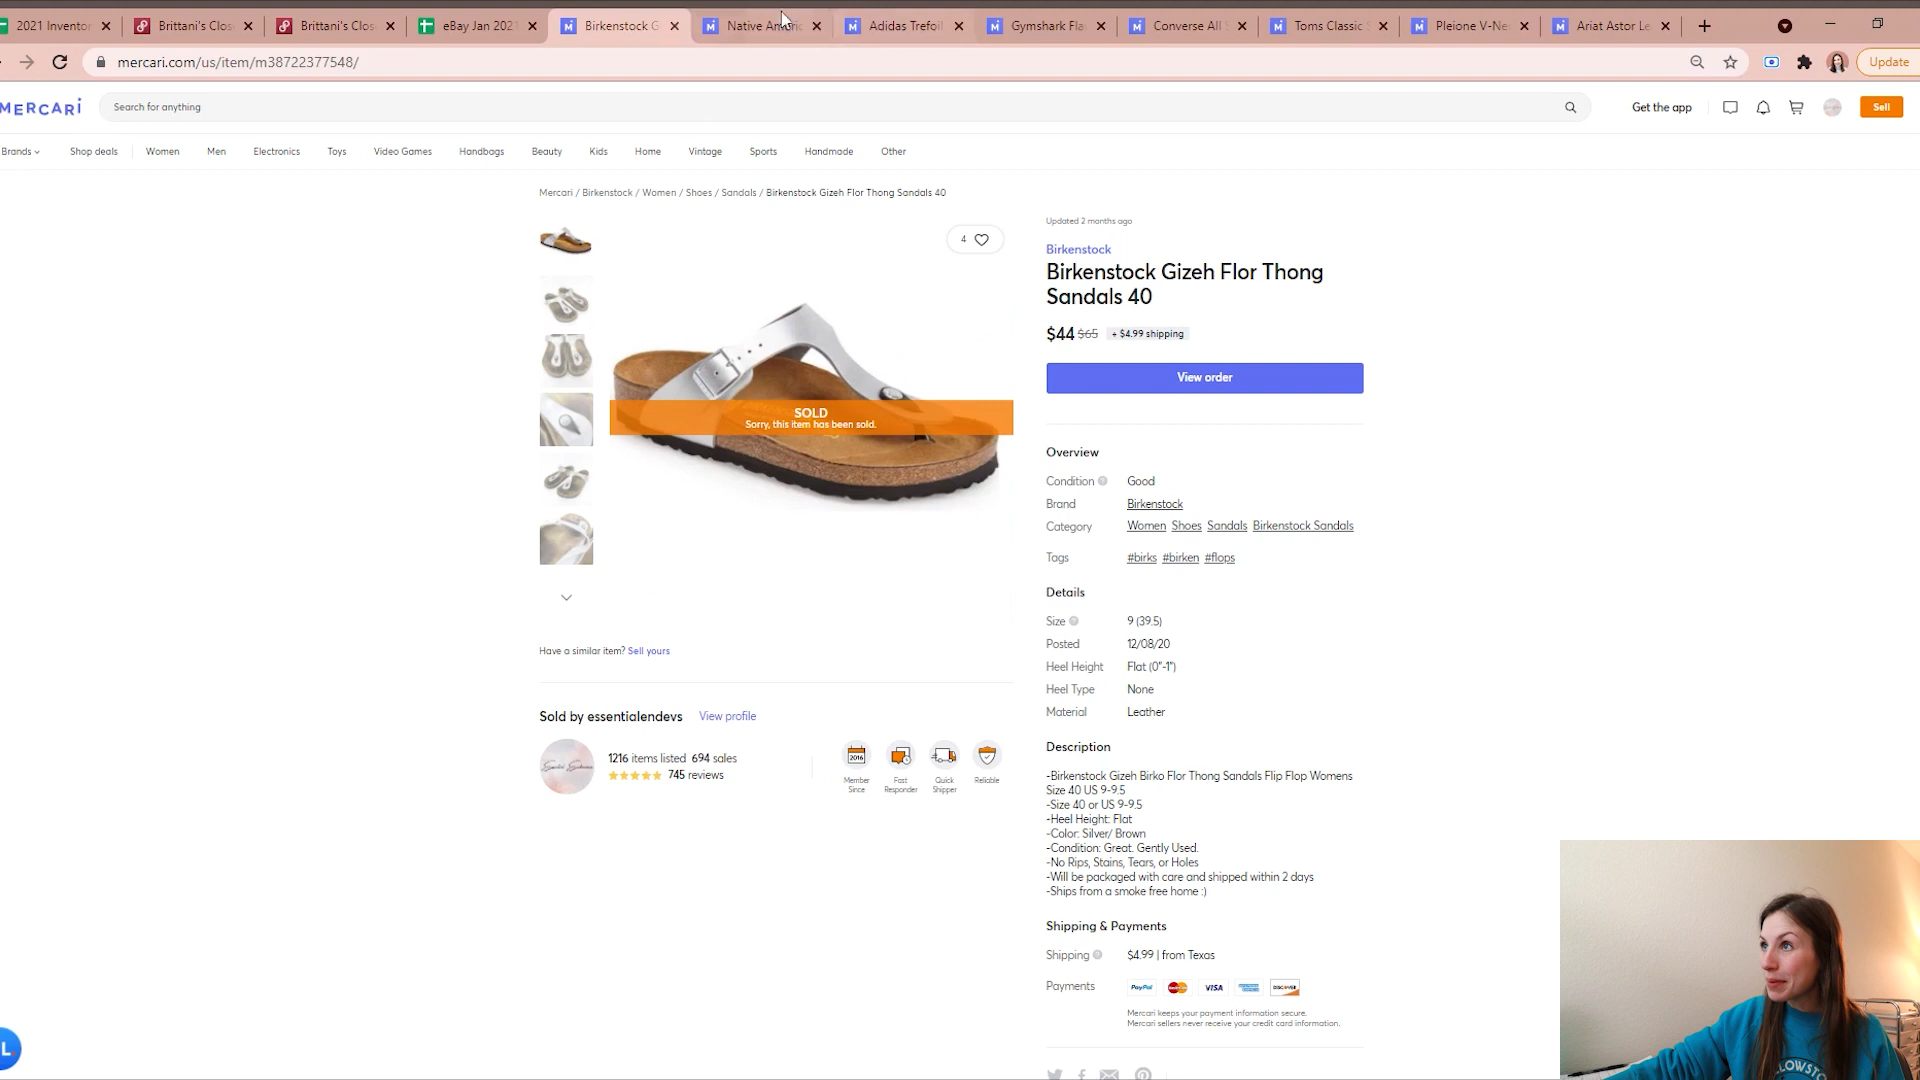 2021 Inventor
Brittani's Clos
Brittani's Clos
eBay Jan 2021
Birkenstock G
Native Americ
Adidas Trefoil
Gymshark Fla
Converse All S
Toms Classic S
Pleione V-Ne
Ariat Astor Le
mercari.com/us/item/m38722377548/
Update
MERCARI
Search for anything
Get the app
Sell
Brands
Shop deals
Women
Men
Electronics
Toys
Video Games
Handbags
Beauty
Kids
Home
Vintage
Sports
Handmade
Other
Mercari / Birkenstock / Women / Shoes / Sandals / Birkenstock Gizeh Flor Thong Sandals 40
4
SOLD
Sorry, this item has been sold.
Have a similar item? Sell yours
Sold by essentialendevs View profile
1216 items listed 694 sales
745 reviews
2016
Member Since
Fast Responder
Quick Shipper
Reliable
Updated 2 months ago
Birkenstock
Birkenstock Gizeh Flor Thong
Sandals 40
$44 $65 + $4.99 shipping
View order
Overview
Condition Good
Brand Birkenstock
Category Women Shoes Sandals Birkenstock Sandals
Tags #birks #birken #flops
Details
Size 9 (39.5)
Posted 12/08/20
Heel Height Flat (0"-1")
Heel Type None
Material Leather
Description
-Birkenstock Gizeh Birko Flor Thong Sandals Flip Flop Womens
Size 40 US 9-9.5
-Size 40 or US 9-9.5
-Heel Height: Flat
-Color: Silver/ Brown
-Condition: Great. Gently Used.
-No Rips, Stains, Tears, or Holes
-Will be packaged with care and shipped within 2 days
-Ships from a smoke free home :)
Shipping & Payments
Shipping $4.99 | from Texas
Payments PayPal VISA DISCOVER
Mercari keeps your payment information secure.
Mercari sellers never receive your credit card information.
L